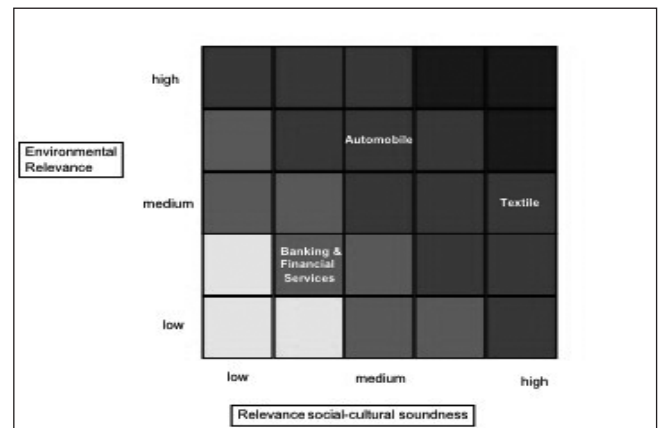 high
Automobile
Environmental
Relevance
medium
Textile
Banking &
Financial
Services
low
low
medium
high
Relevance social-cultural soundness